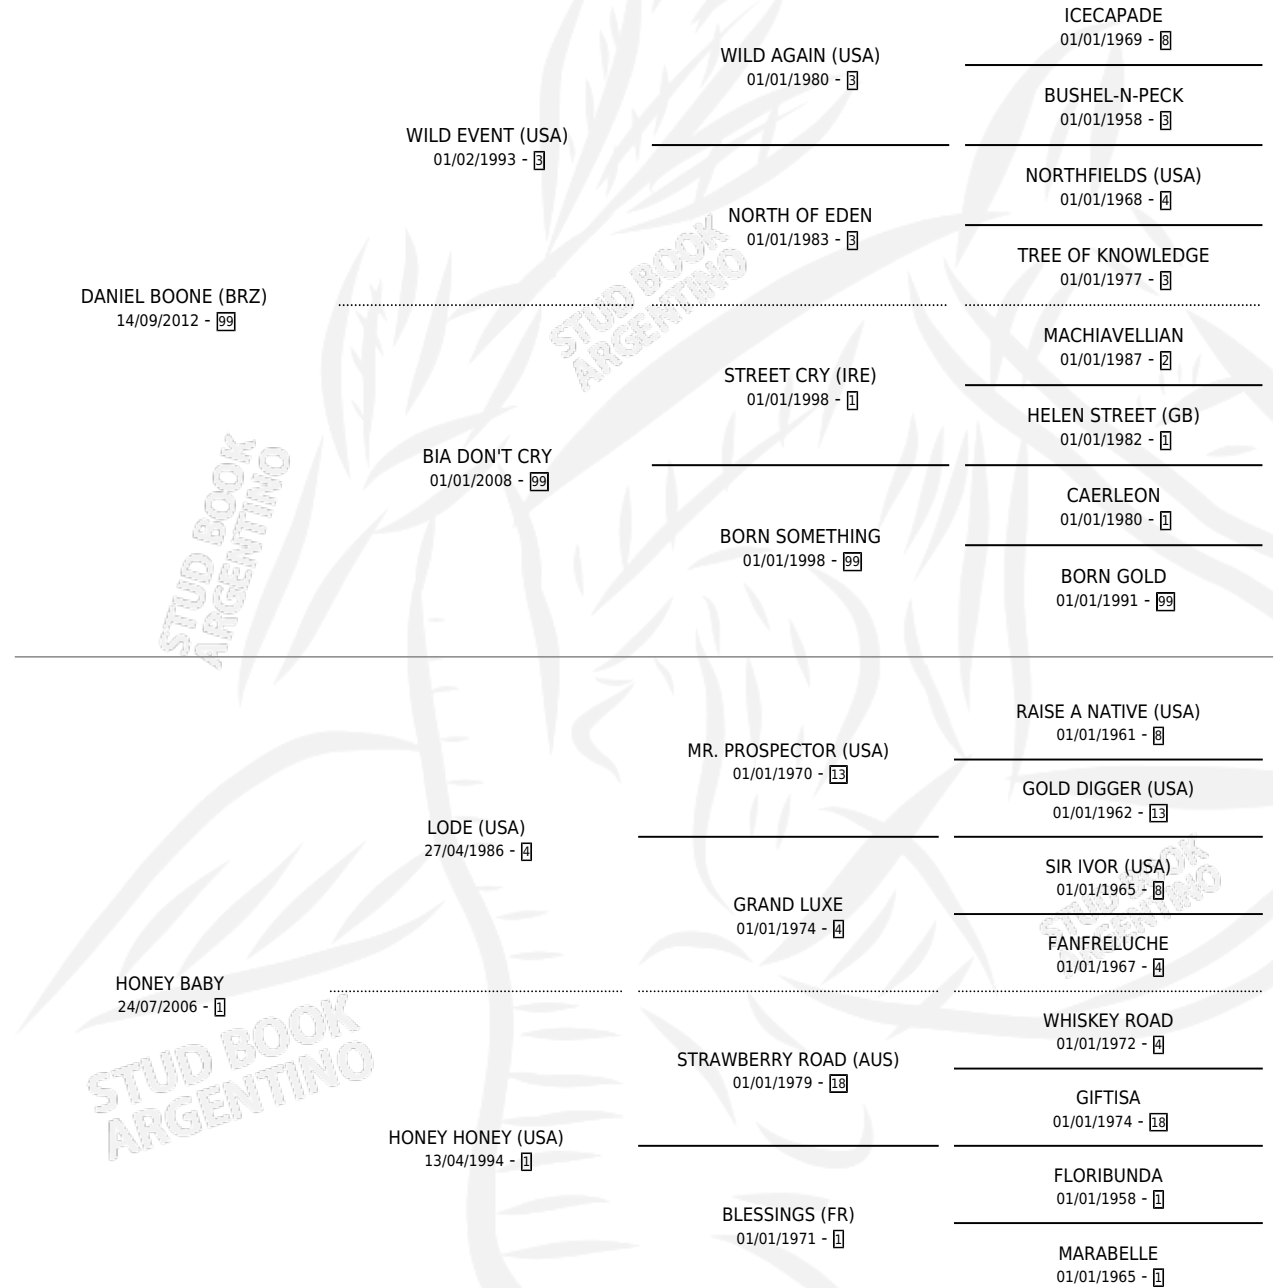 ICECAPADE
01/01/1969 - 8
WILD AGAIN (USA)
01/01/1980 - 3
BUSHEL-N-PECK
01/01/1958 - 3
WILD EVENT (USA)
01/02/1993 - 3
NORTHFIELDS (USA)
01/01/1968 - 4
NORTH OF EDEN
01/01/1983 - 3
TREE OF KNOWLEDGE
01/01/1977 - 3
DANIEL BOONE (BRZ)
14/09/2012 - 99
MACHIAVELLIAN
01/01/1987 - 2
STREET CRY (IRE)
01/01/1998 - 1
HELEN STREET (GB)
01/01/1982 - 1
BIA DON'T CRY
01/01/2008 - 99
CAERLEON
01/01/1980 - 1
BORN SOMETHING
01/01/1998 - 99
BORN GOLD
01/01/1991 - 99
RAISE A NATIVE (USA)
01/01/1961 - 8
MR. PROSPECTOR (USA)
01/01/1970 - 13
GOLD DIGGER (USA)
01/01/1962 - 13
LODE (USA)
27/04/1986 - 4
SIR IVOR (USA)
01/01/1965 - 8
GRAND LUXE
01/01/1974 - 4
FANFRELUCHE
01/01/1967 - 4
HONEY BABY
24/07/2006 - 1
WHISKEY ROAD
01/01/1972 - 4
STRAWBERRY ROAD (AUS)
01/01/1979 - 18
GIFTISA
01/01/1974 - 18
HONEY HONEY (USA)
13/04/1994 - 1
FLORIBUNDA
01/01/1958 - 1
BLESSINGS (FR)
01/01/1971 - 1
MARABELLE
01/01/1965 - 1
STUD BOOK
ARGENTINO
STUD BOOK
ARGENTINO
STUD BOOK
ARGENTINO
STUD BOOK
ARGENTINO